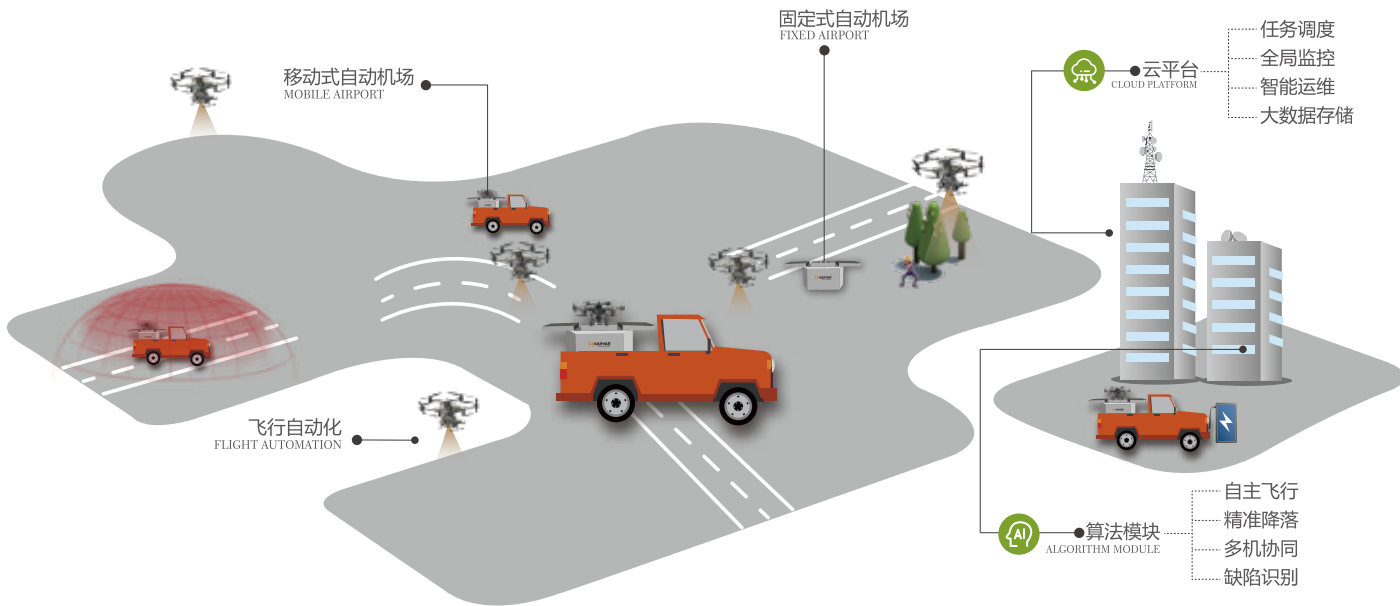 固定式自动机场
FIXED AIRPORT
移动式自动机场
MOBILE AIRPORT
云平台
CLOUD PLATFORM
任务调度
全局监控
智能运维
大数据存储
飞行自动化
FLIGHT AUTOMATION
AI
算法模块
ALGORITHM MODULE
自主飞行
精准降落
多机协同
缺陷识别